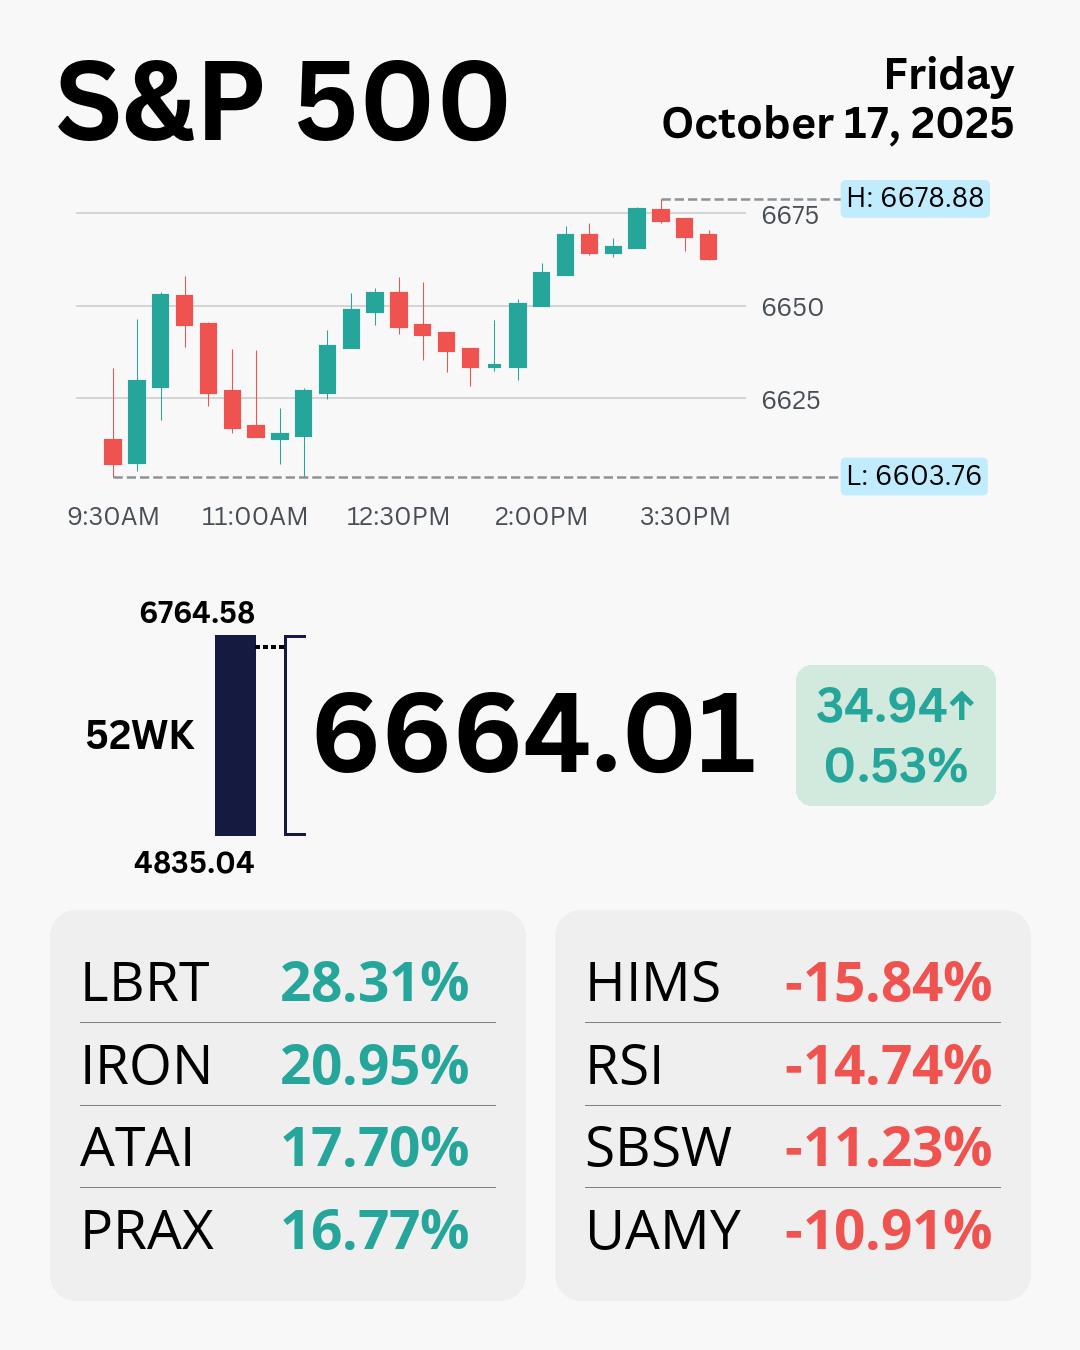 S&P 500
Friday
October 17, 2025
H: 6678.88
6675
6650
6625
L: 6603.76
9:30AM 11:00AM 12:30PM 2:00PM 3:30PM
6764.58
52WK
4835.04
6664.01
34.94↑
0.53%
LBRT 28.31%
IRON 20.95%
ATAI 17.70%
PRAX 16.77%
HIMS -15.84%
RSI -14.74%
SBSW -11.23%
UAMY -10.91%